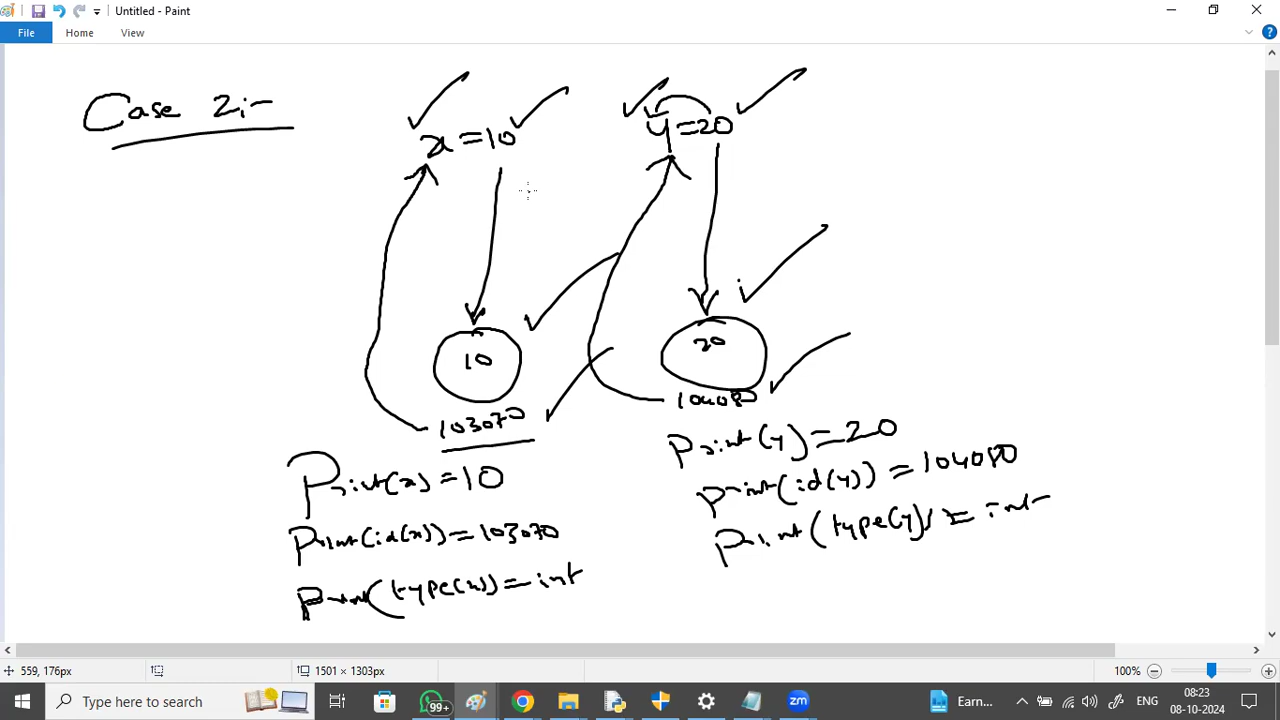 Untitled - Paint
File Home View
Case 2:-
x=10 y=20
10 20
103070 104080
Print(x)=10
print(y)=20
Print(id(x))=103070
print(id(y))=104080
print(type(x))=int
print(type(y))=int
559, 176px 1501 × 1303px 100%
Type here to search 99+ zm Earn... ENG 08:23
08-10-2024